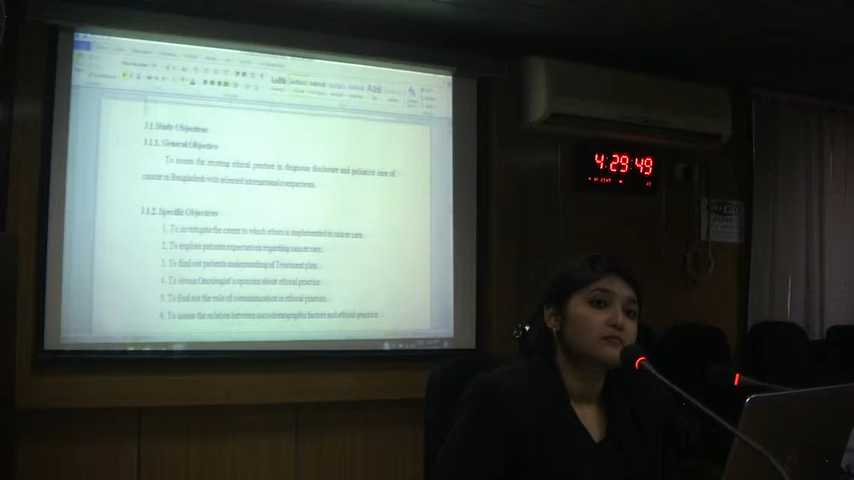 3.1 Study Objectives
3.1.1. General Objective
To assess the existing ethical practice in diagnosis disclosure and palliative care of
cancer in Bangladesh with selected international comparisons.
3.1.2. Specific Objectives
1. To investigate the extent to which ethics is implemented in cancer care.
2. To explore patients expectations regarding cancer care.
3. To find out patients understanding of Treatment plan.
4. To obtain Oncologist's opinions about ethical practice.
5. To find out the role of communication in ethical practice.
6. To assess the relation between sociodemographic factors and ethical practice.
4:29:49